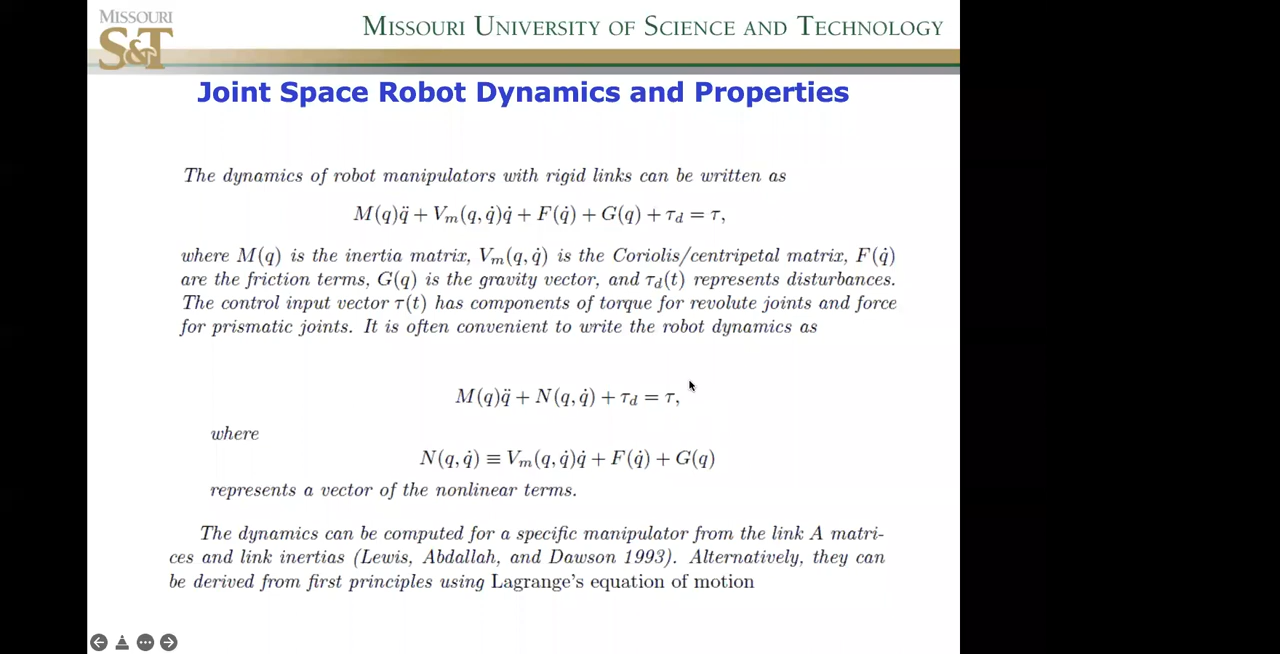 MISSOURI
S&T
MISSOURI UNIVERSITY OF SCIENCE AND TECHNOLOGY
Joint Space Robot Dynamics and Properties
The dynamics of robot manipulators with rigid links can be written as
M(q)q̈ + Vₘ(q, q̇)q̇ + F(q̇) + G(q) + τ_d = τ,
where M(q) is the inertia matrix, Vₘ(q, q̇) is the Coriolis/centripetal matrix, F(q̇)
are the friction terms, G(q) is the gravity vector, and τ_d(t) represents disturbances.
The control input vector τ(t) has components of torque for revolute joints and force
for prismatic joints. It is often convenient to write the robot dynamics as
M(q)q̈ + N(q, q̇) + τ_d = τ,
where
N(q, q̇) ≡ Vₘ(q, q̇)q̇ + F(q̇) + G(q)
represents a vector of the nonlinear terms.
The dynamics can be computed for a specific manipulator from the link A matri-
ces and link inertias (Lewis, Abdallah, and Dawson 1993). Alternatively, they can
be derived from first principles using Lagrange's equation of motion